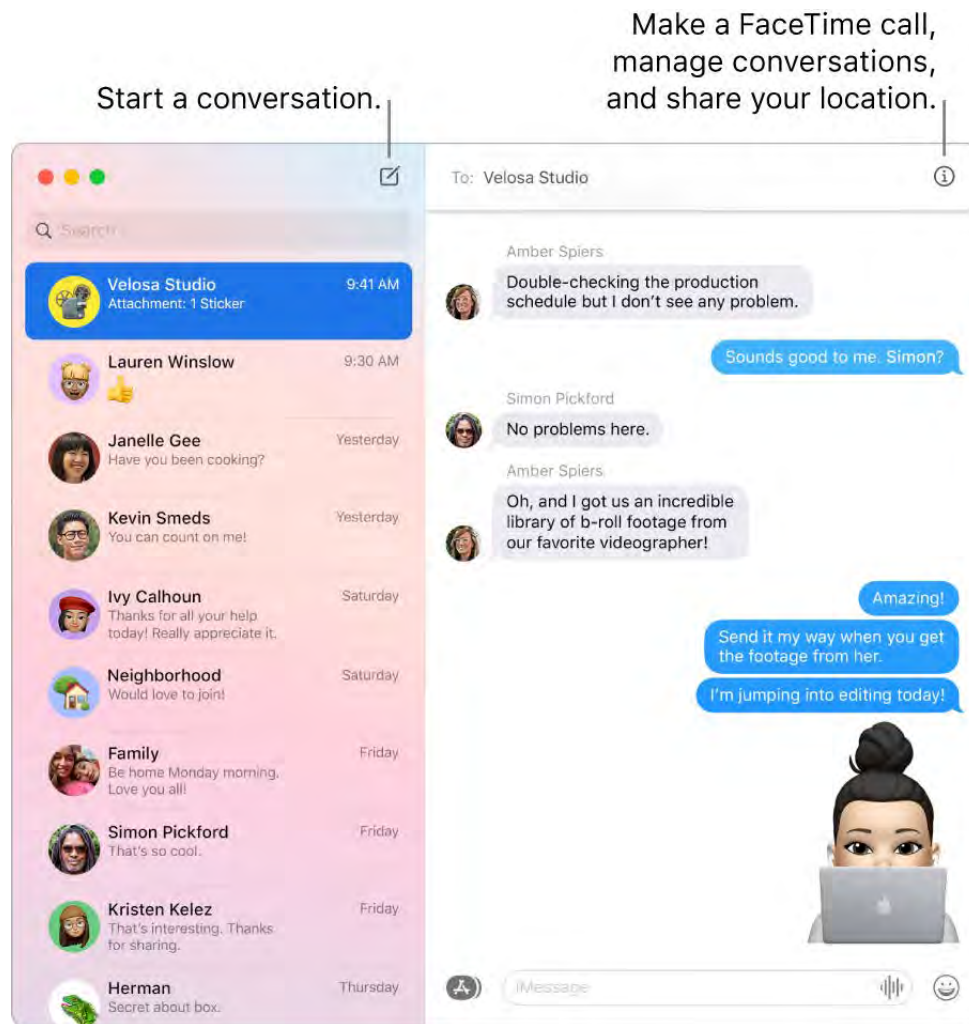 Make a FaceTime call,
manage conversations,
and share your location.
Start a conversation.
To: Velosa Studio
Search
Velosa Studio 9:41 AM
Attachment: 1 Sticker
Lauren Winslow 9:30 AM
Janelle Gee Yesterday
Have you been cooking?
Kevin Smeds Yesterday
You can count on me!
Ivy Calhoun Saturday
Thanks for all your help
today! Really appreciate it.
Neighborhood Saturday
Would love to join!
Family Friday
Be home Monday morning.
Love you all!
Simon Pickford Friday
That's so cool.
Kristen Kelez Friday
That's interesting. Thanks
for sharing.
Herman Thursday
Secret about box.
Amber Spiers
Double-checking the production
schedule but I don't see any problem.
Sounds good to me. Simon?
Simon Pickford
No problems here.
Amber Spiers
Oh, and I got us an incredible
library of b-roll footage from
our favorite videographer!
Amazing!
Send it my way when you get
the footage from her.
I'm jumping into editing today!
iMessage